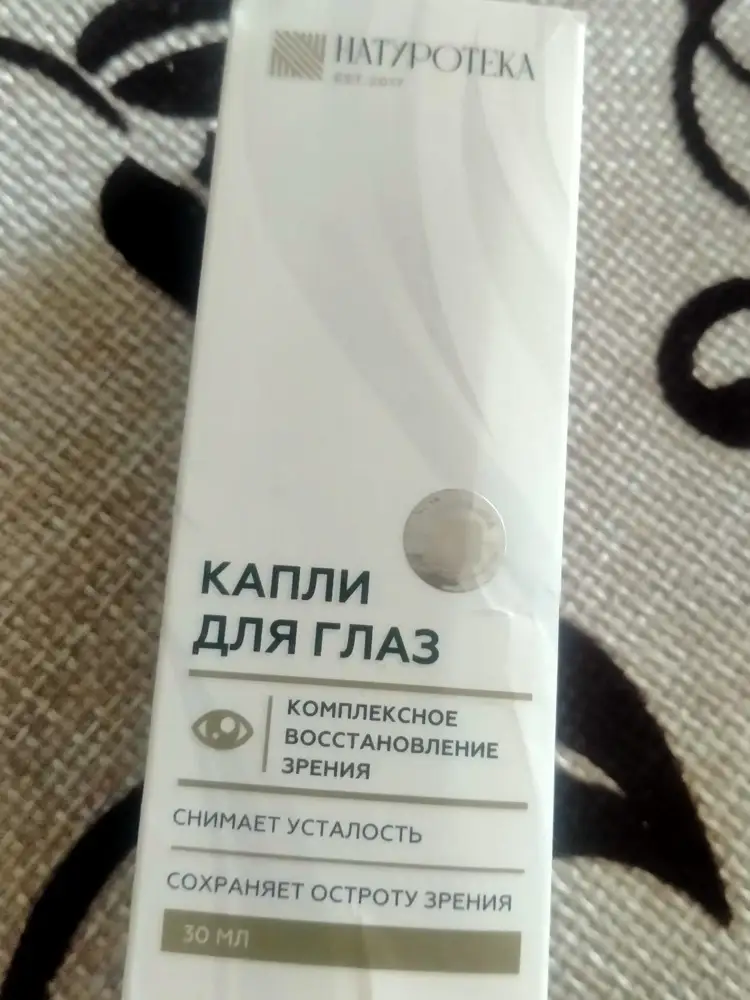 НАТУРОТЕКА
EST. 2017
КАПЛИ
ДЛЯ ГЛАЗ
КОМПЛЕКСНОЕ
ВОССТАНОВЛЕНИЕ
ЗРЕНИЯ
СНИМАЕТ УСТАЛОСТЬ
СОХРАНЯЕТ ОСТРОТУ ЗРЕНИЯ
30 МЛ